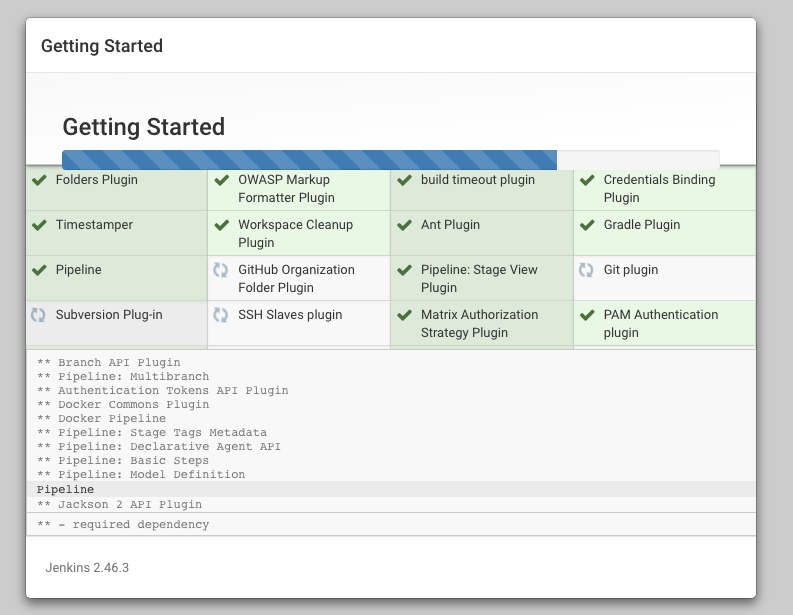 Getting Started
Getting Started
Folders Plugin
OWASP Markup
Formatter Plugin
build timeout plugin
Credentials Binding
Plugin
Timestamper
Workspace Cleanup
Plugin
Ant Plugin
Gradle Plugin
Pipeline
GitHub Organization
Folder Plugin
Pipeline: Stage View
Plugin
Git plugin
Subversion Plug-in
SSH Slaves plugin
Matrix Authorization
Strategy Plugin
PAM Authentication
plugin
** Branch API Plugin
** Pipeline: Multibranch
** Authentication Tokens API Plugin
** Docker Commons Plugin
** Docker Pipeline
** Pipeline: Stage Tags Metadata
** Pipeline: Declarative Agent API
** Pipeline: Basic Steps
** Pipeline: Model Definition
Pipeline
** Jackson 2 API Plugin
** - required dependency
Jenkins 2.46.3